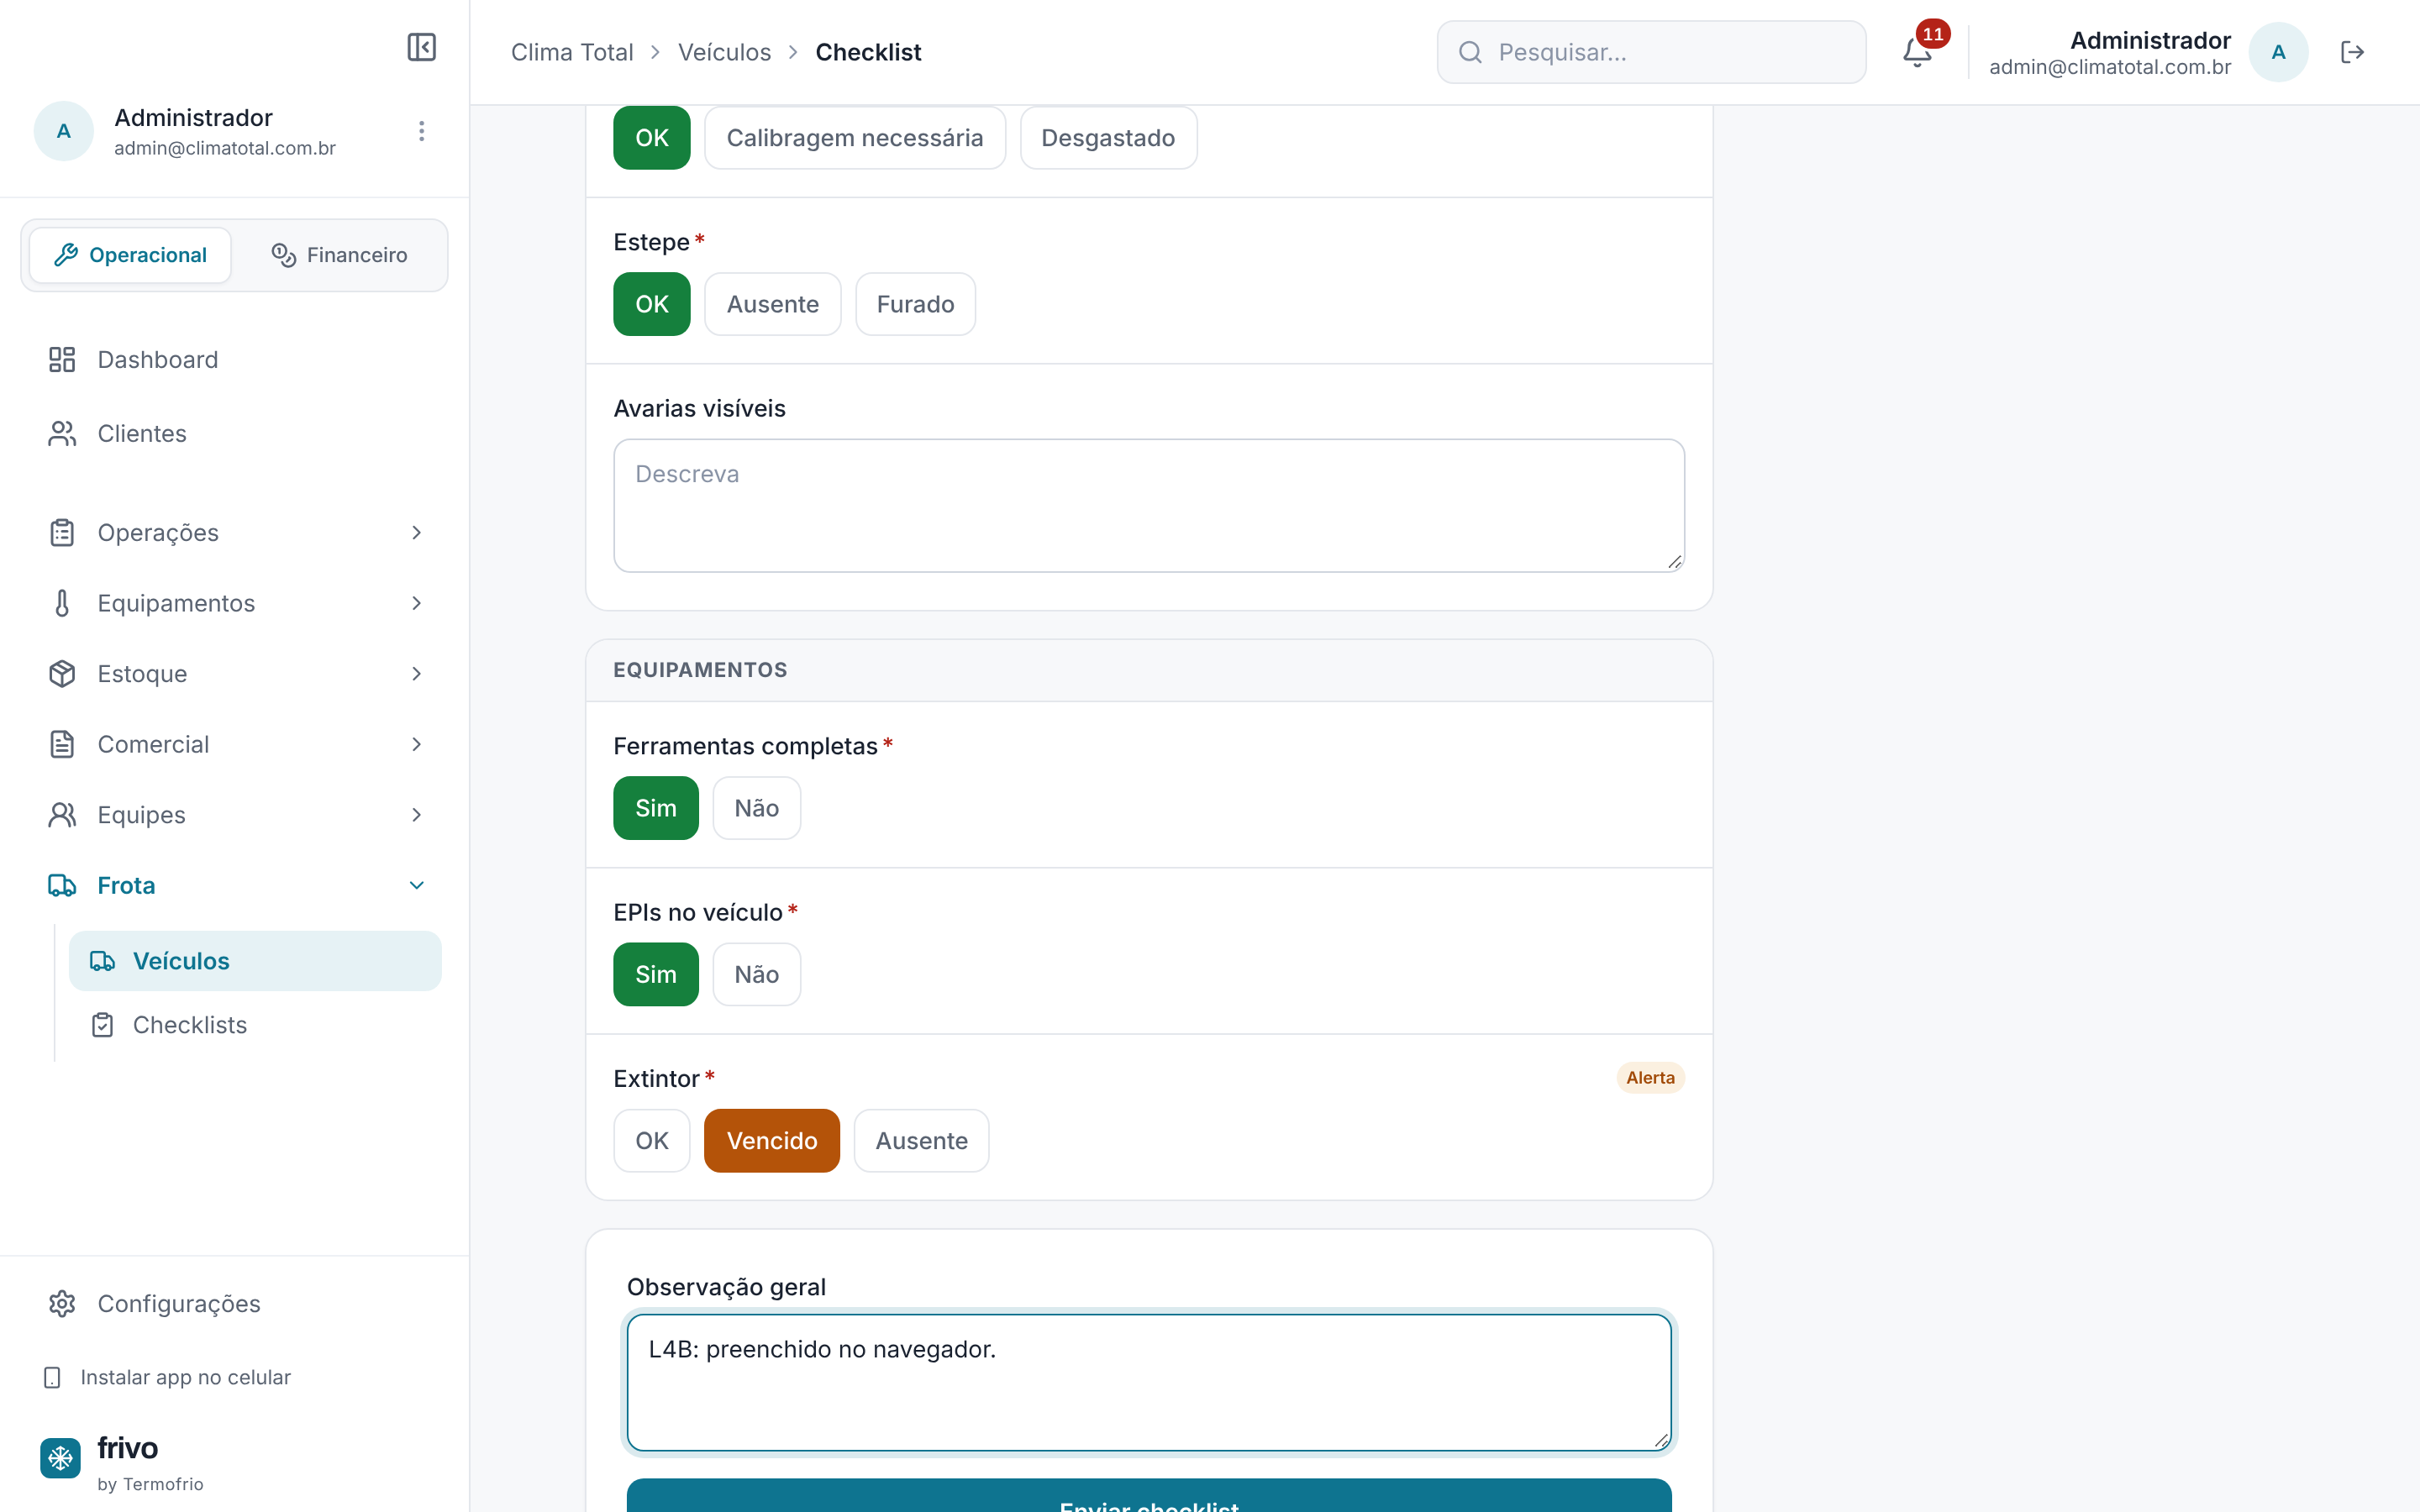 Clima Total > Veículos > Checklist
Pesquisar...
11
Administrador
admin@climatotal.com.br
A
A
Administrador
admin@climatotal.com.br
Operacional
Financeiro
Dashboard
Clientes
Operações
Equipamentos
Estoque
Comercial
Equipes
Frota
Veículos
Checklists
Configurações
Instalar app no celular
frivo
by Termofrio
OK Calibragem necessária Desgastado
Estepe*
OK Ausente Furado
Avarias visíveis
Descreva
EQUIPAMENTOS
Ferramentas completas*
Sim Não
EPIs no veículo*
Sim Não
Extintor* Alerta
OK Vencido Ausente
Observação geral
L4B: preenchido no navegador.
Enviar checklist